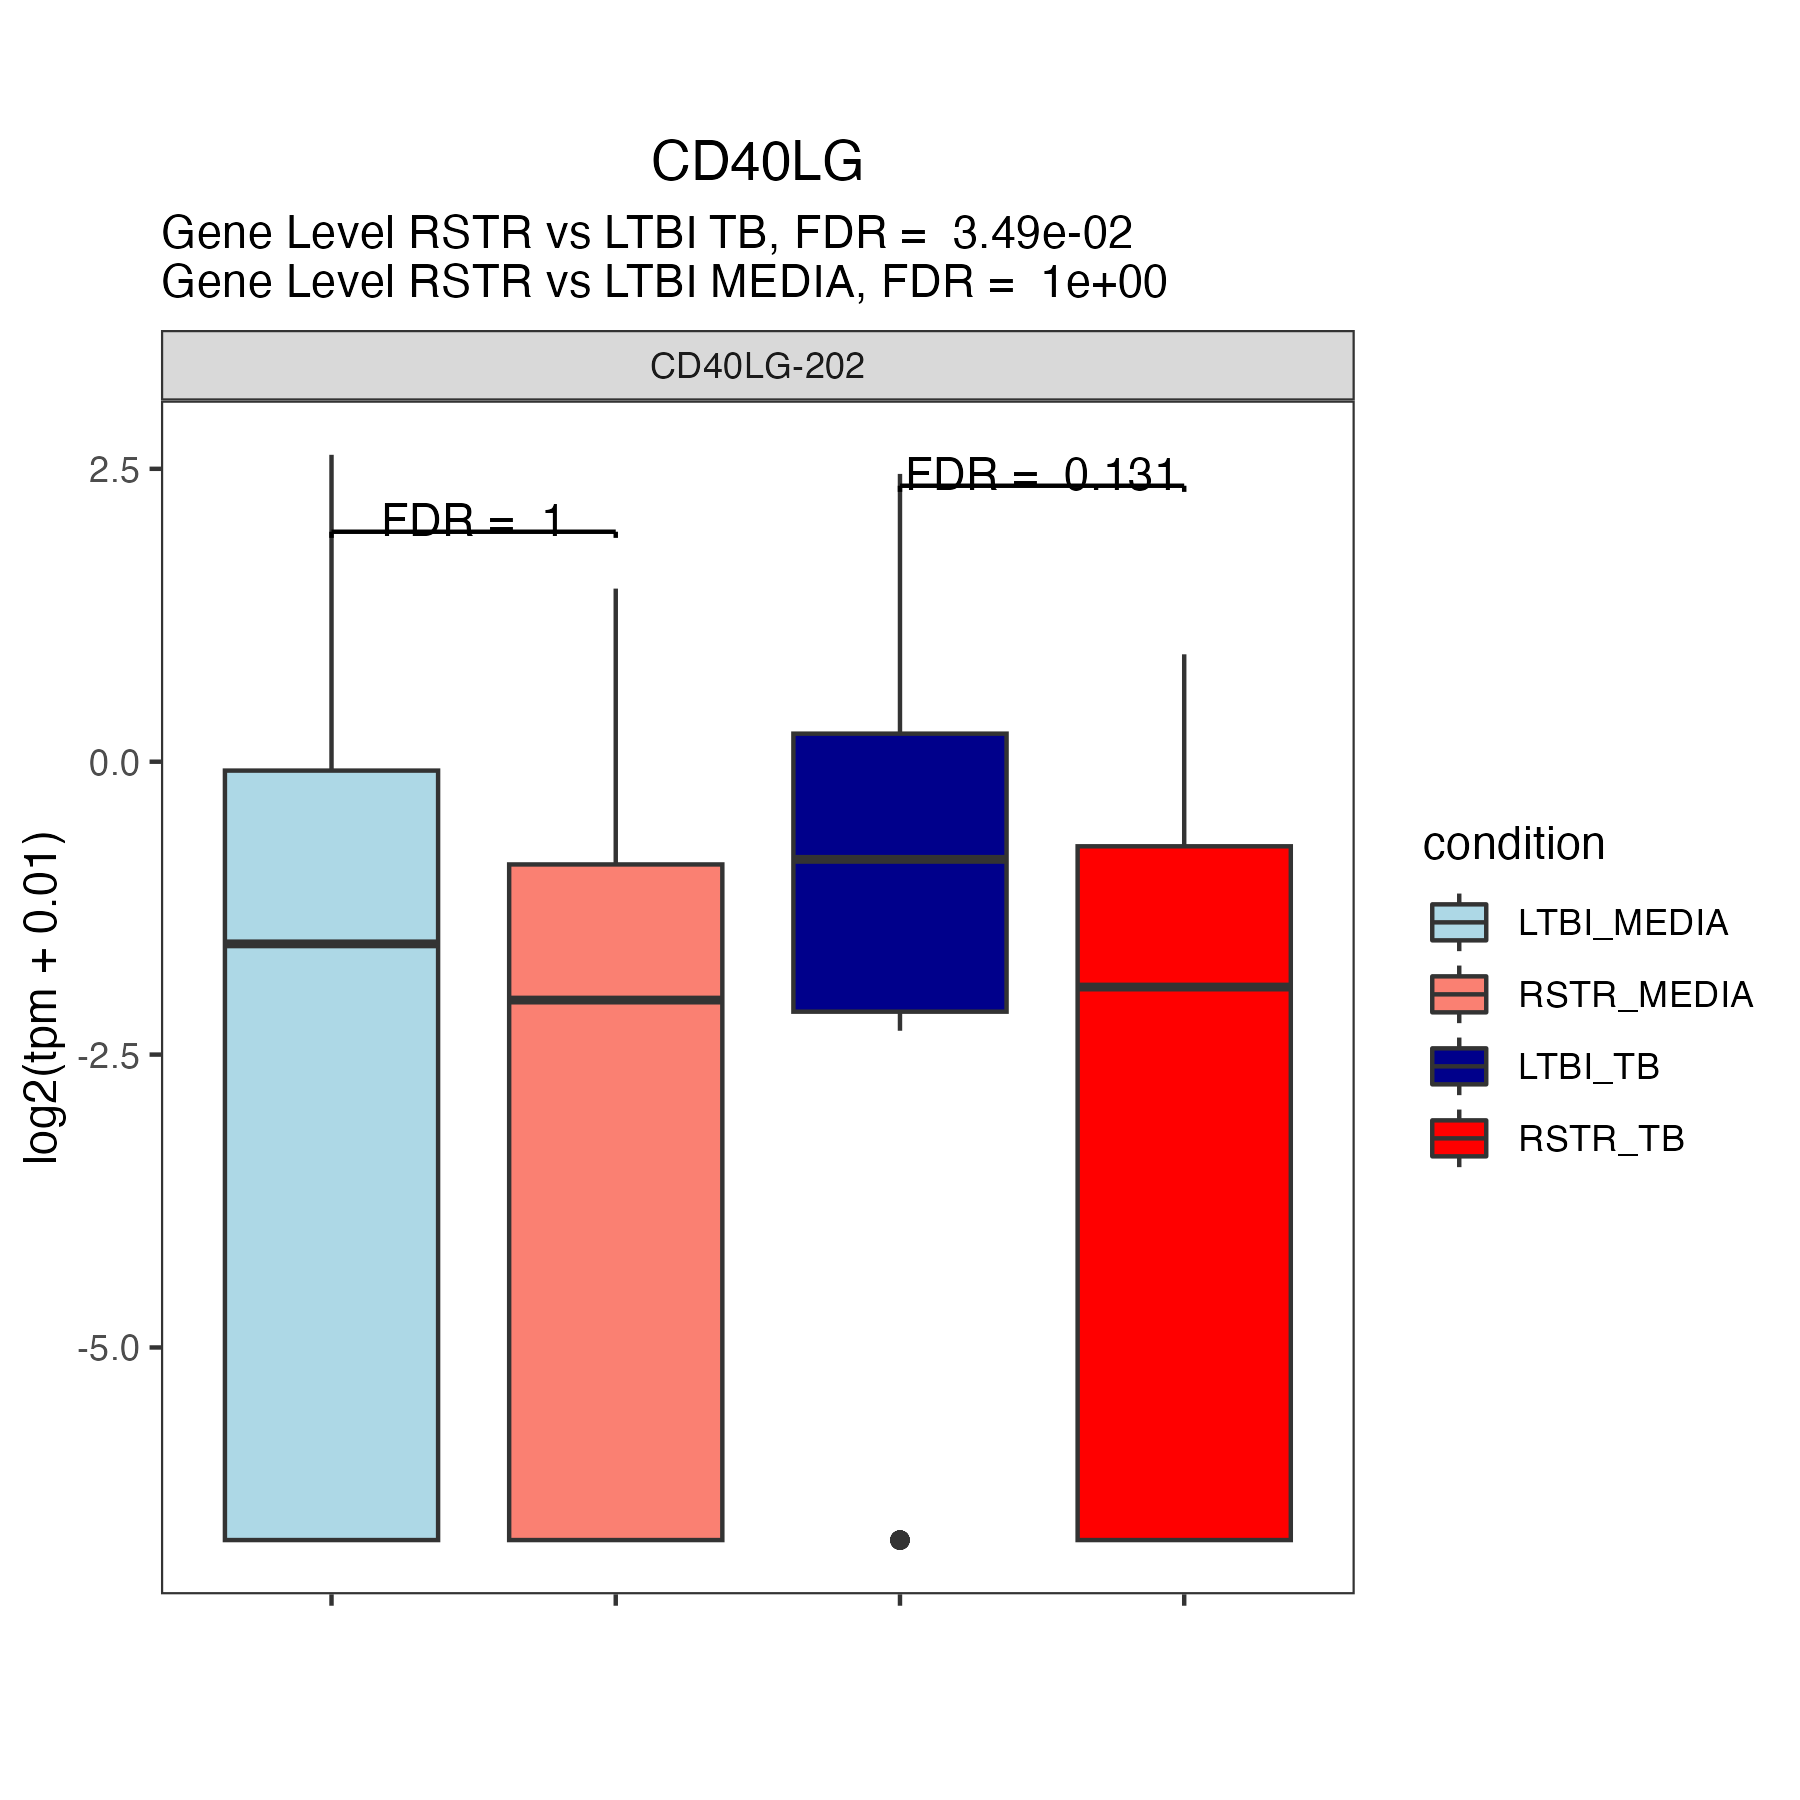 CD40LG
Gene Level RSTR vs LTBI TB, FDR =  3.49e-02
Gene Level RSTR vs LTBI MEDIA, FDR =  1e+00
CD40LG-202
FDR =  0.131
FDR =  1
2.5
0.0
-2.5
-5.0
log2(tpm + 0.01)
condition
LTBI_MEDIA
RSTR_MEDIA
LTBI_TB
RSTR_TB